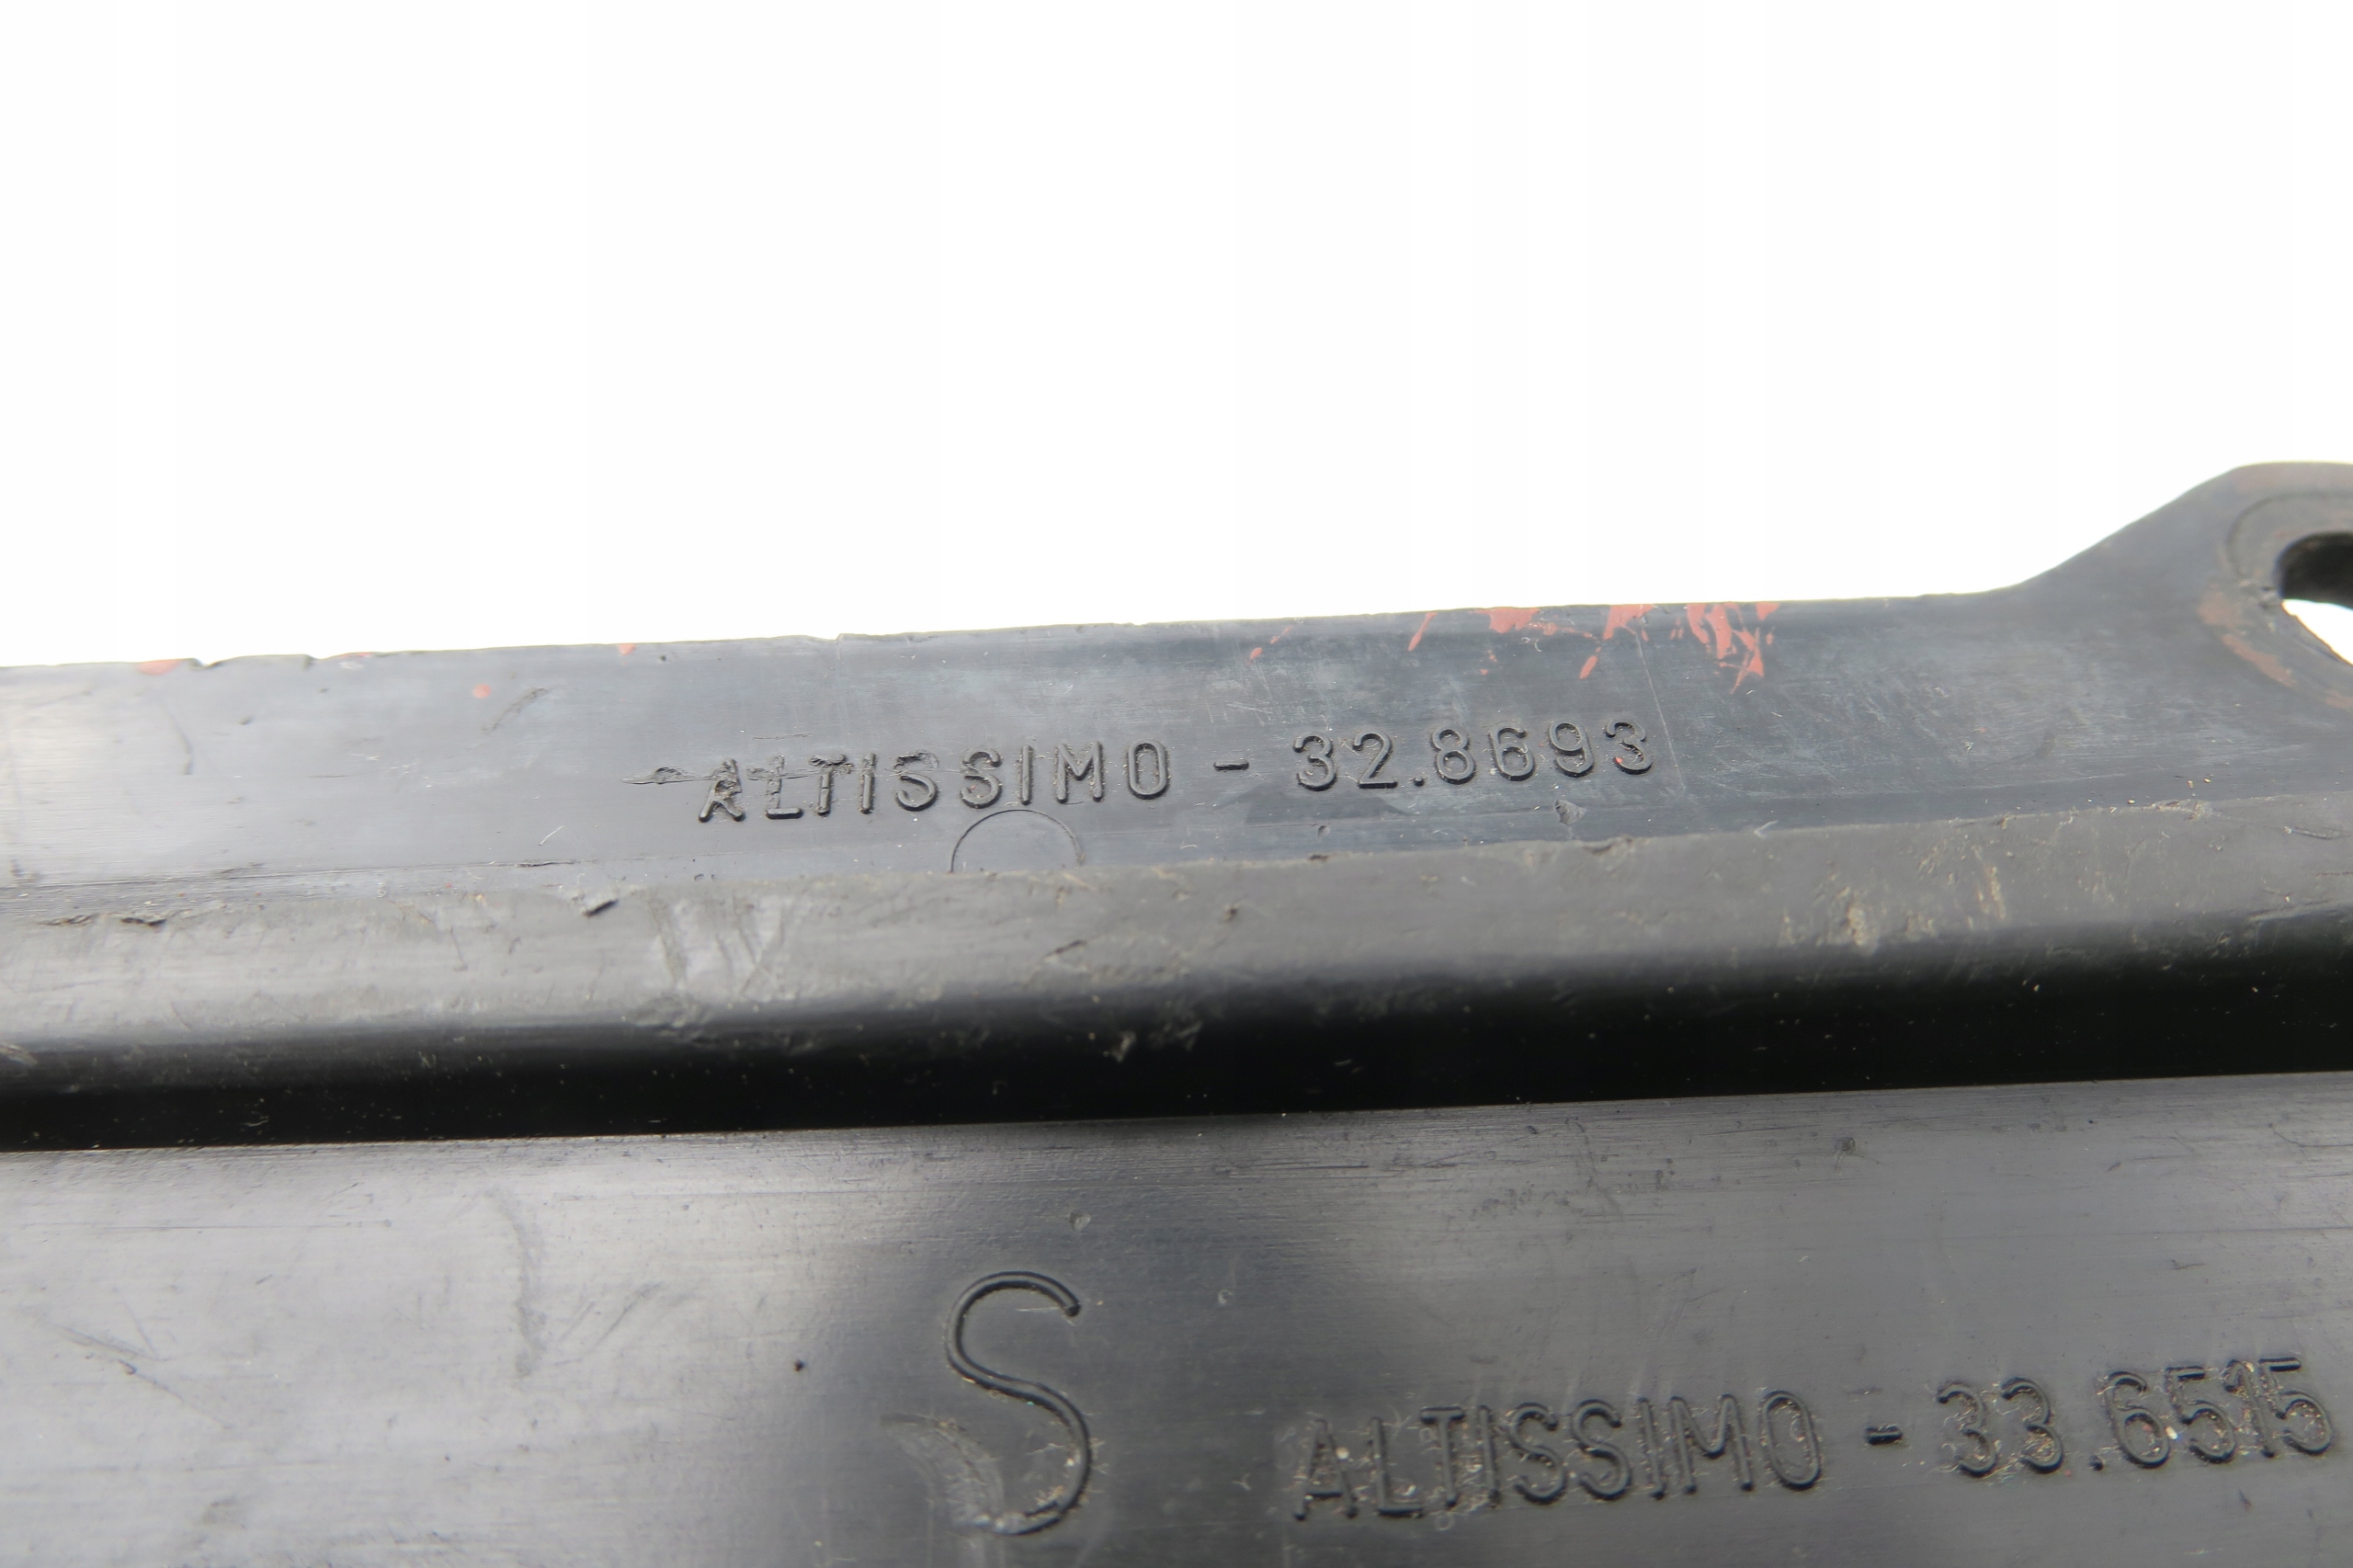 ALTISSIMO - 32.8693
S
ALTISSIMO - 33.6515